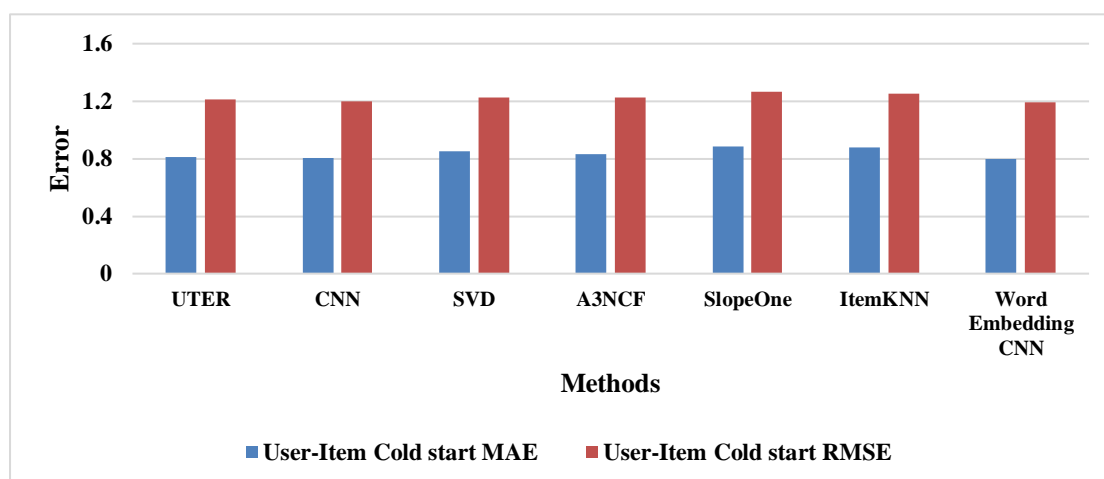 1.6
1.2
0.8
0.4
0
Error
UTER
CNN
SVD
A3NCF
SlopeOne
ItemKNN
Word
Embedding
CNN
Methods
User-Item Cold start MAE
User-Item Cold start RMSE